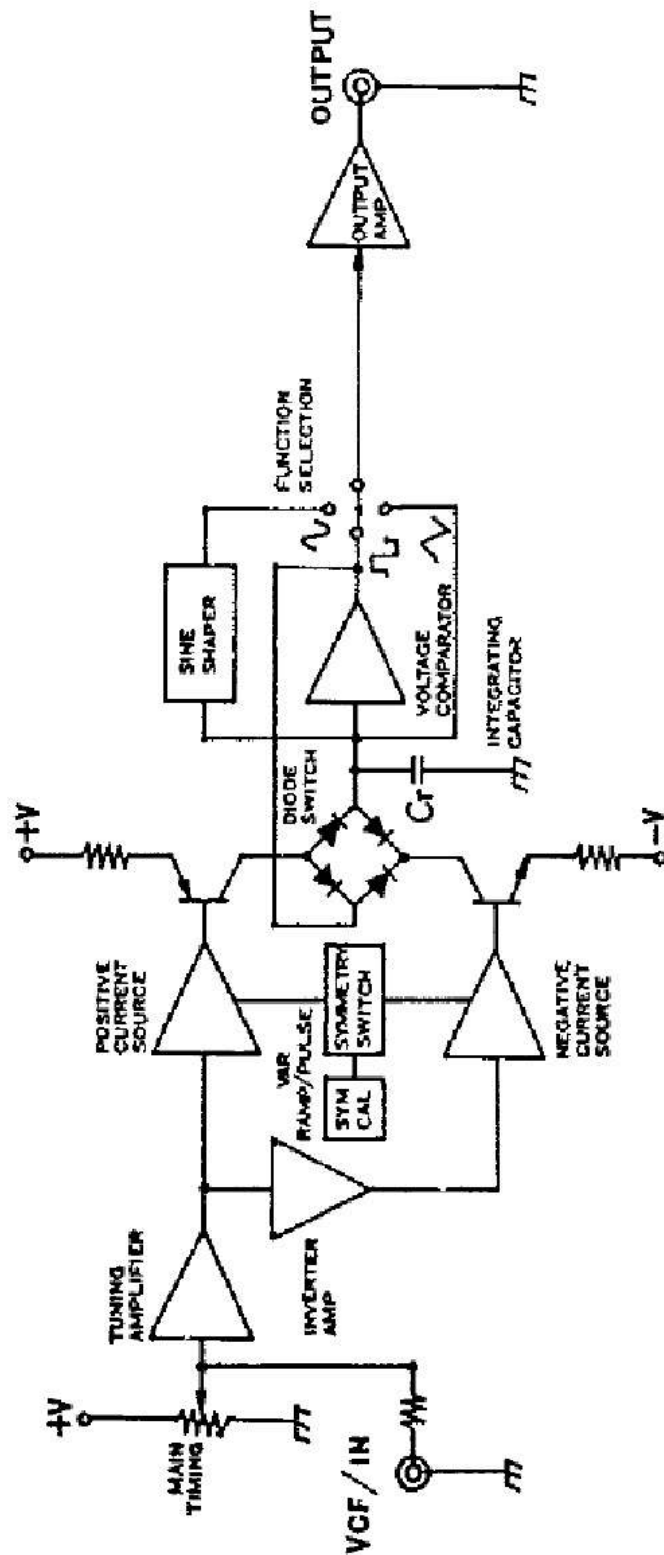 +V
MAIN
TIMING
VCF/IN
TUNING
AMPLIFIER
INVERTER
AMP
POSITIVE
CURRENT
SOURCE
VAR
RAMP/PULSE
SYM
CAL
SYMMETRY
SWITCH
NEGATIVE
CURRENT
SOURCE
+V
-V
DIODE
SWITCH
CT
INTEGRATING
CAPACITOR
VOLTAGE
COMPARATOR
SINE
SHAPER
FUNCTION
SELECTION
OUTPUT
AMP
OUTPUT